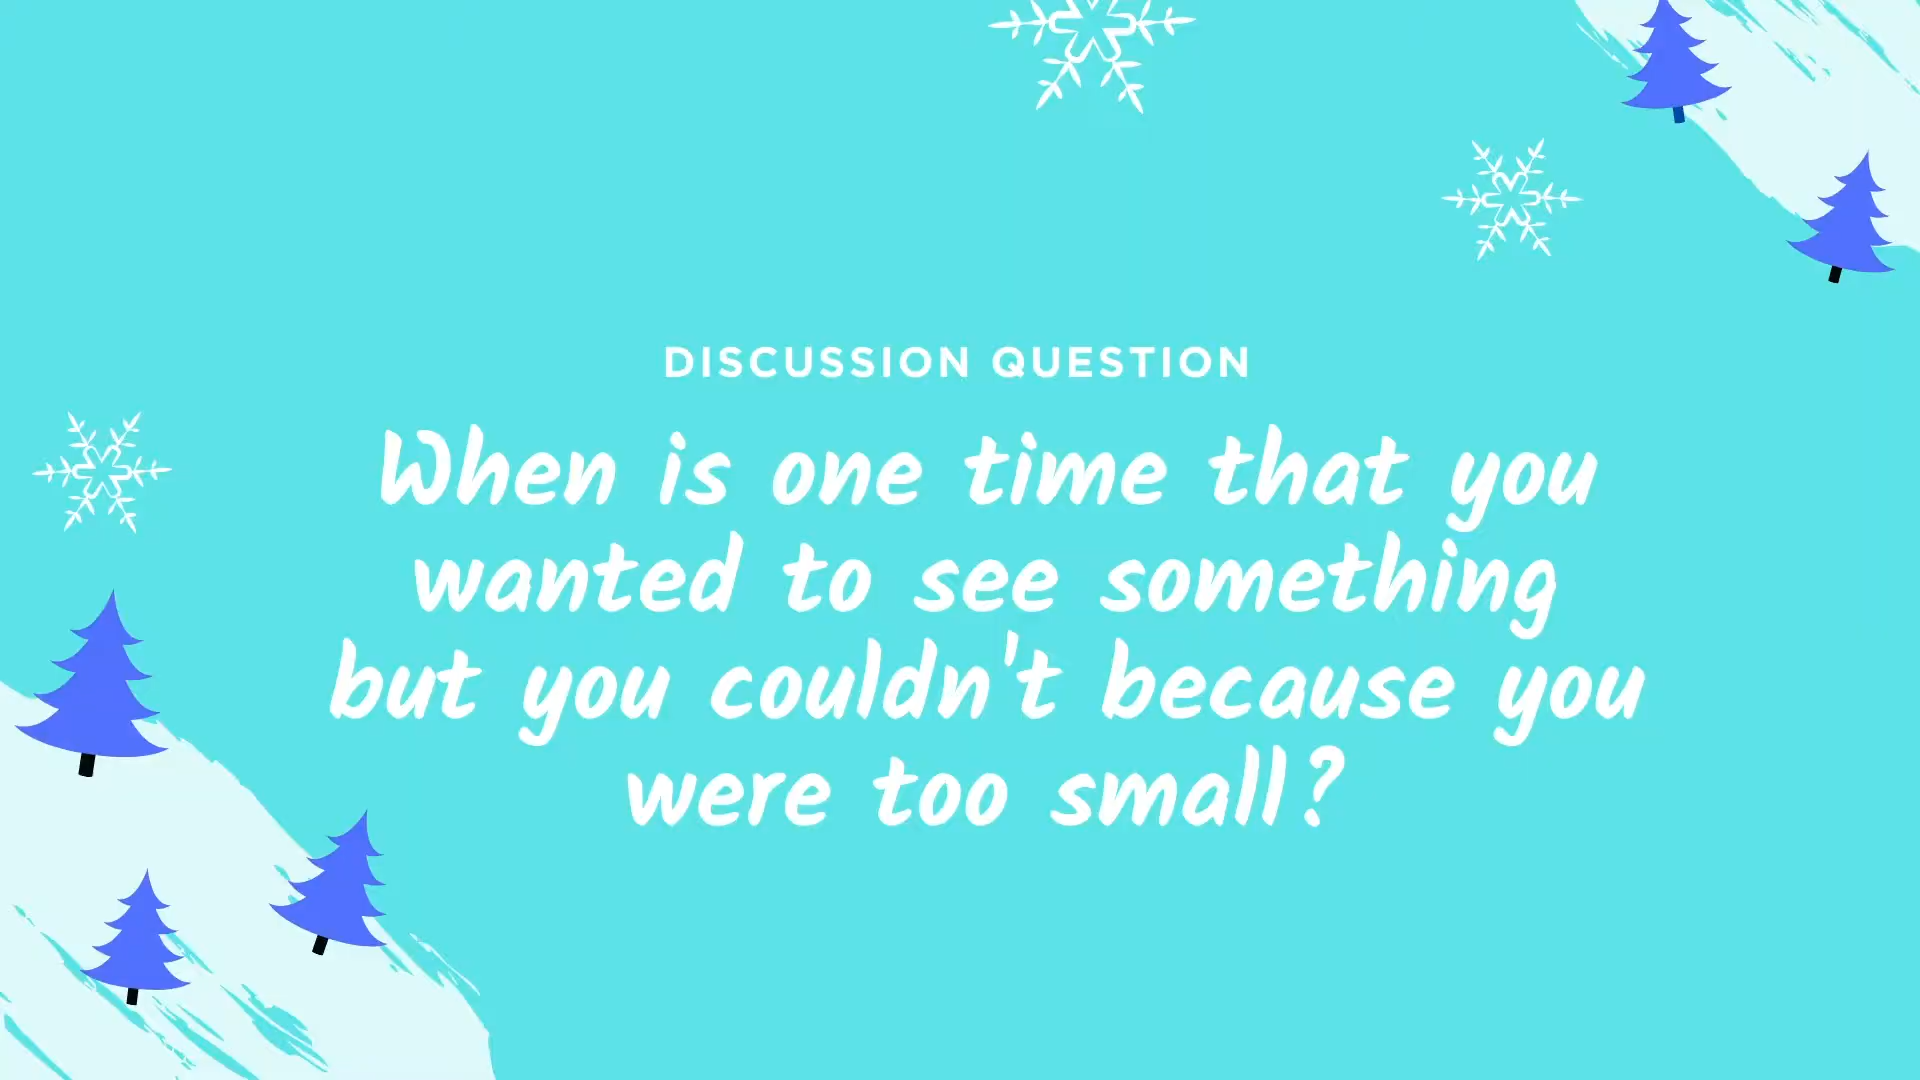 DISCUSSION QUESTION
When is one time that you
wanted to see something
but you couldn't because you
were too small?